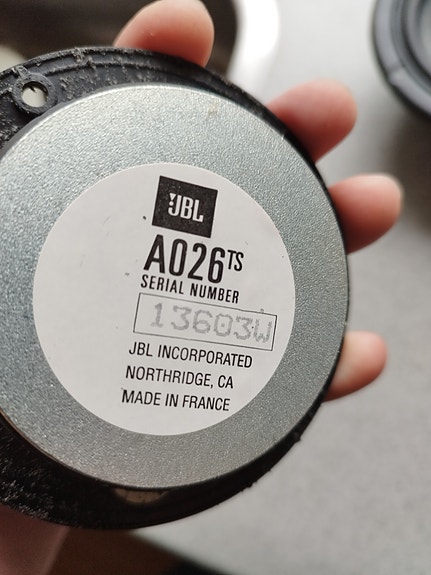 JBL
A026TS
SERIAL NUMBER
13603W
JBL INCORPORATED
NORTHRIDGE, CA
MADE IN FRANCE